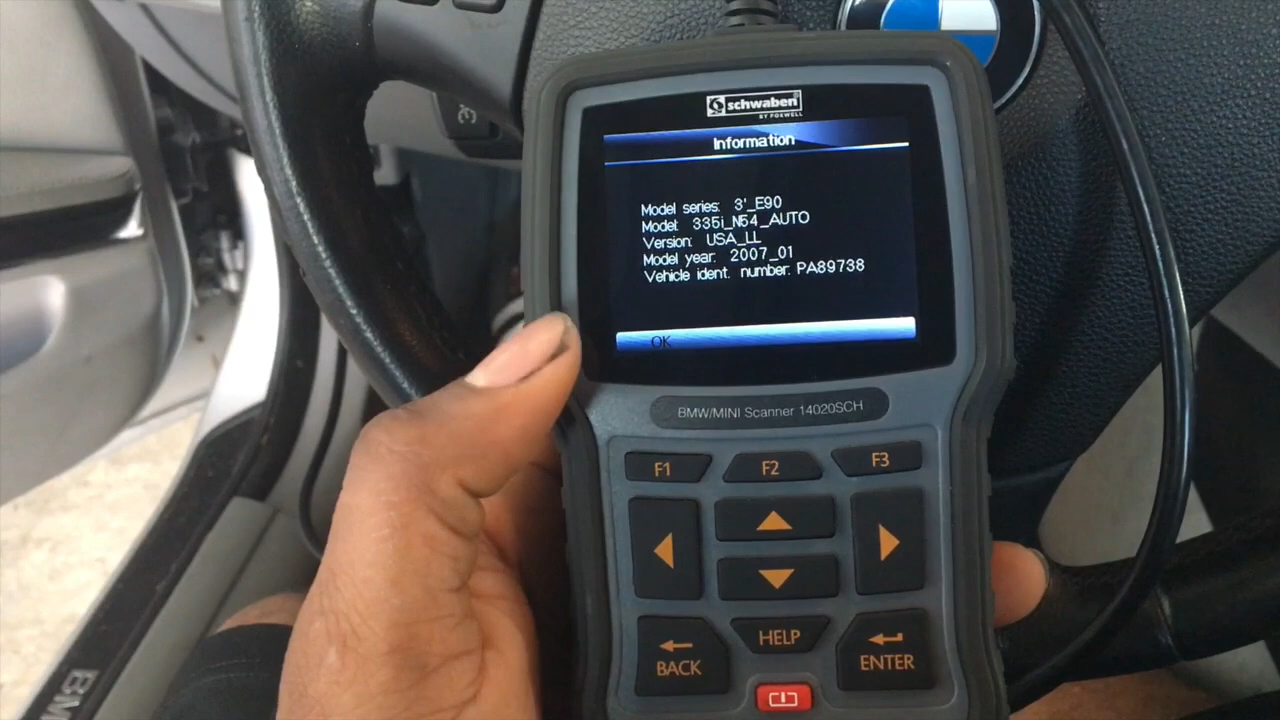 schwaben
BY FOXWELL
Information
Model series: 3'_E90
Model: 335i_N54_AUTO
Version: USA_LL
Model year: 2007_01
Vehicle ident. number: PA89738
OK
BMW/MINI Scanner 14020SCH
F1 F2 F3
BACK HELP ENTER
BM